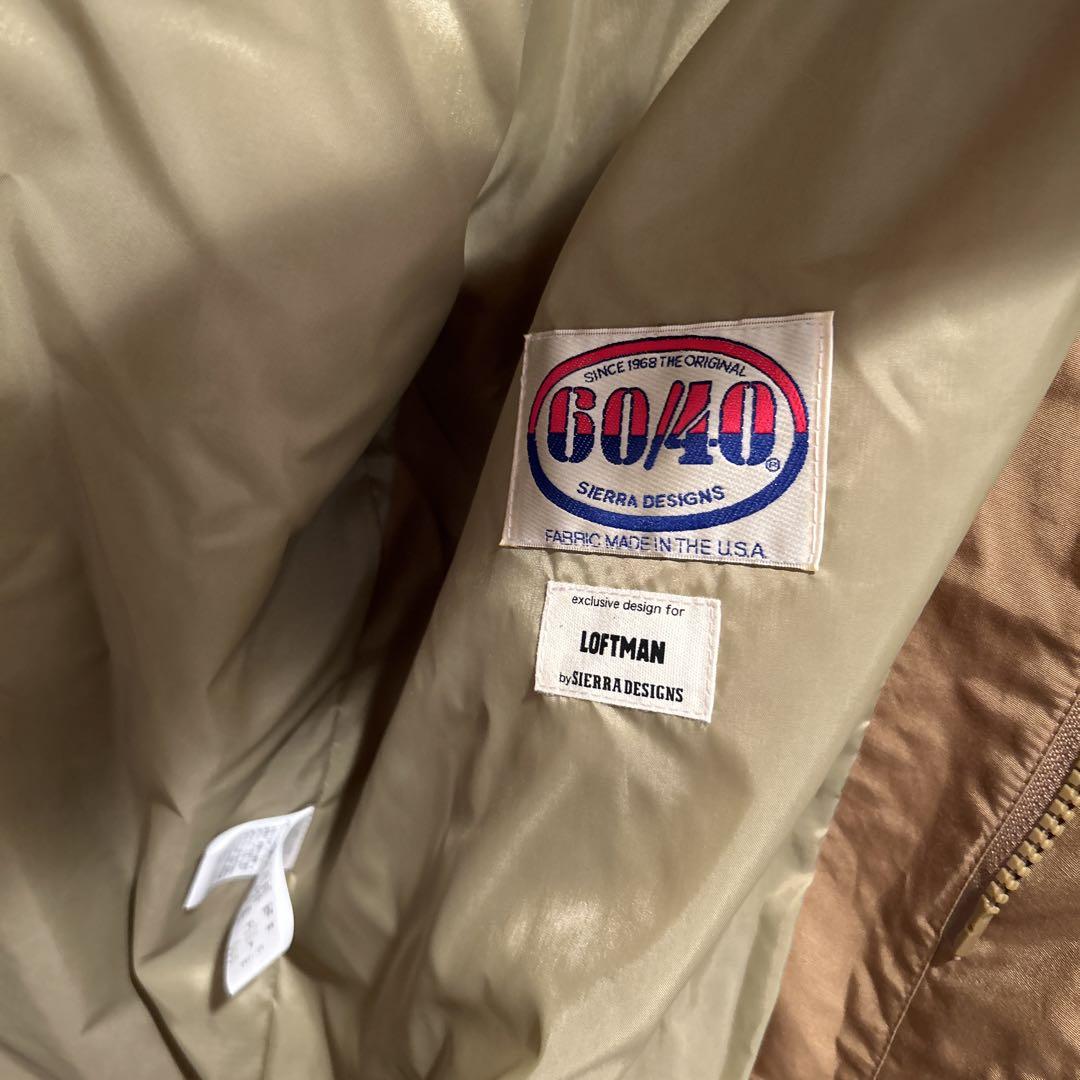 SINCE 1968 THE ORIGINAL
60/40®
SIERRA DESIGNS
FABRIC MADE IN THE U.S.A
exclusive design for
LOFTMAN
by SIERRA DESIGNS